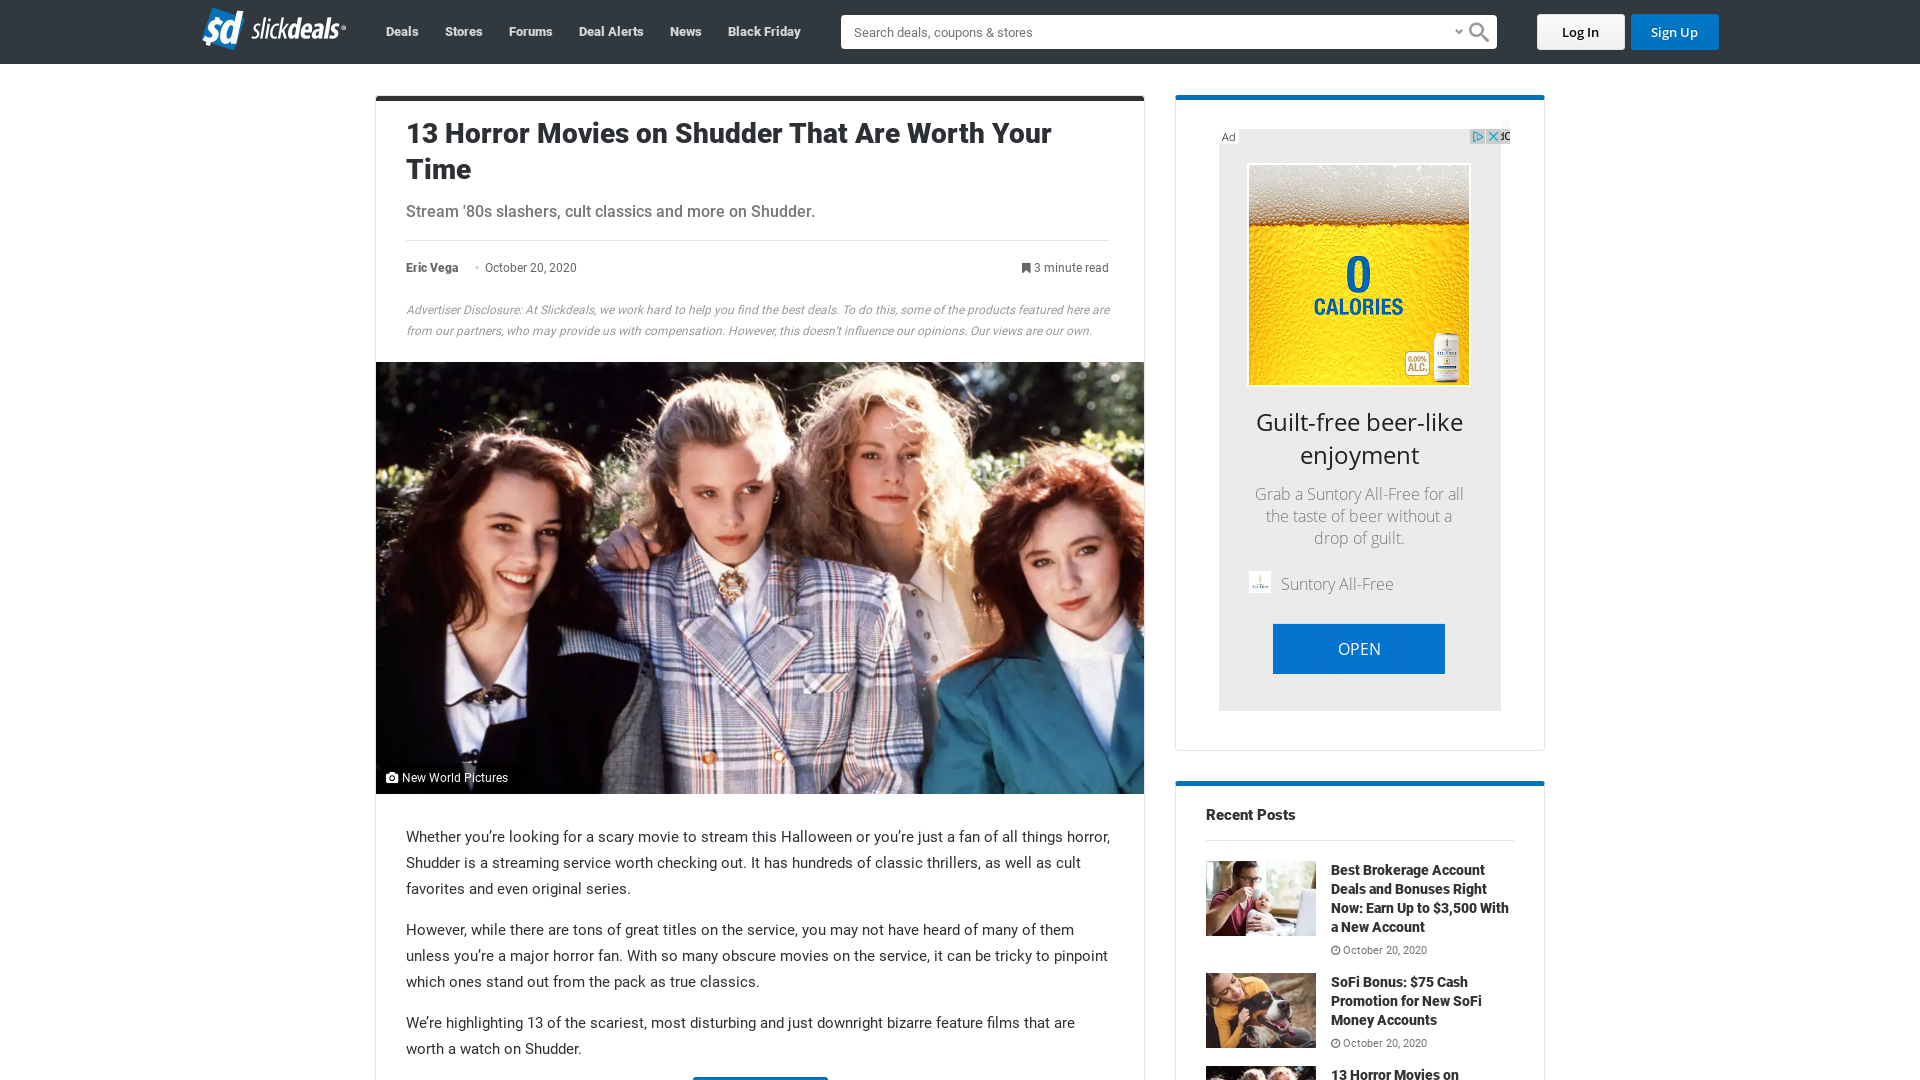 sd slickdeals
Deals
Stores
Forums
Deal Alerts
News
Black Friday
Search deals, coupons & stores
Log In
Sign Up
13 Horror Movies on Shudder That Are Worth Your
Time
Stream '80s slashers, cult classics and more on Shudder.
Eric Vega • October 20, 2020
3 minute read
Advertiser Disclosure: At Slickdeals, we work hard to help you find the best deals. To do this, some of the products featured here are
from our partners, who may provide us with compensation. However, this doesn’t influence our opinions. Our views are our own.
New World Pictures
Whether you’re looking for a scary movie to stream this Halloween or you’re just a fan of all things horror,
Shudder is a streaming service worth checking out. It has hundreds of classic thrillers, as well as cult
favorites and even original series.
However, while there are tons of great titles on the service, you may not have heard of many of them
unless you’re a major horror fan. With so many obscure movies on the service, it can be tricky to pinpoint
which ones stand out from the pack as true classics.
We’re highlighting 13 of the scariest, most disturbing and just downright bizarre feature films that are
worth a watch on Shudder.
Ad
0
CALORIES
0.00%
ALC.
ALL-FREE
Guilt-free beer-like
enjoyment
Grab a Suntory All-Free for all
the taste of beer without a
drop of guilt.
Suntory All-Free
OPEN
Recent Posts
Best Brokerage Account
Deals and Bonuses Right
Now: Earn Up to $3,500 With
a New Account
October 20, 2020
SoFi Bonus: $75 Cash
Promotion for New SoFi
Money Accounts
October 20, 2020
13 Horror Movies on